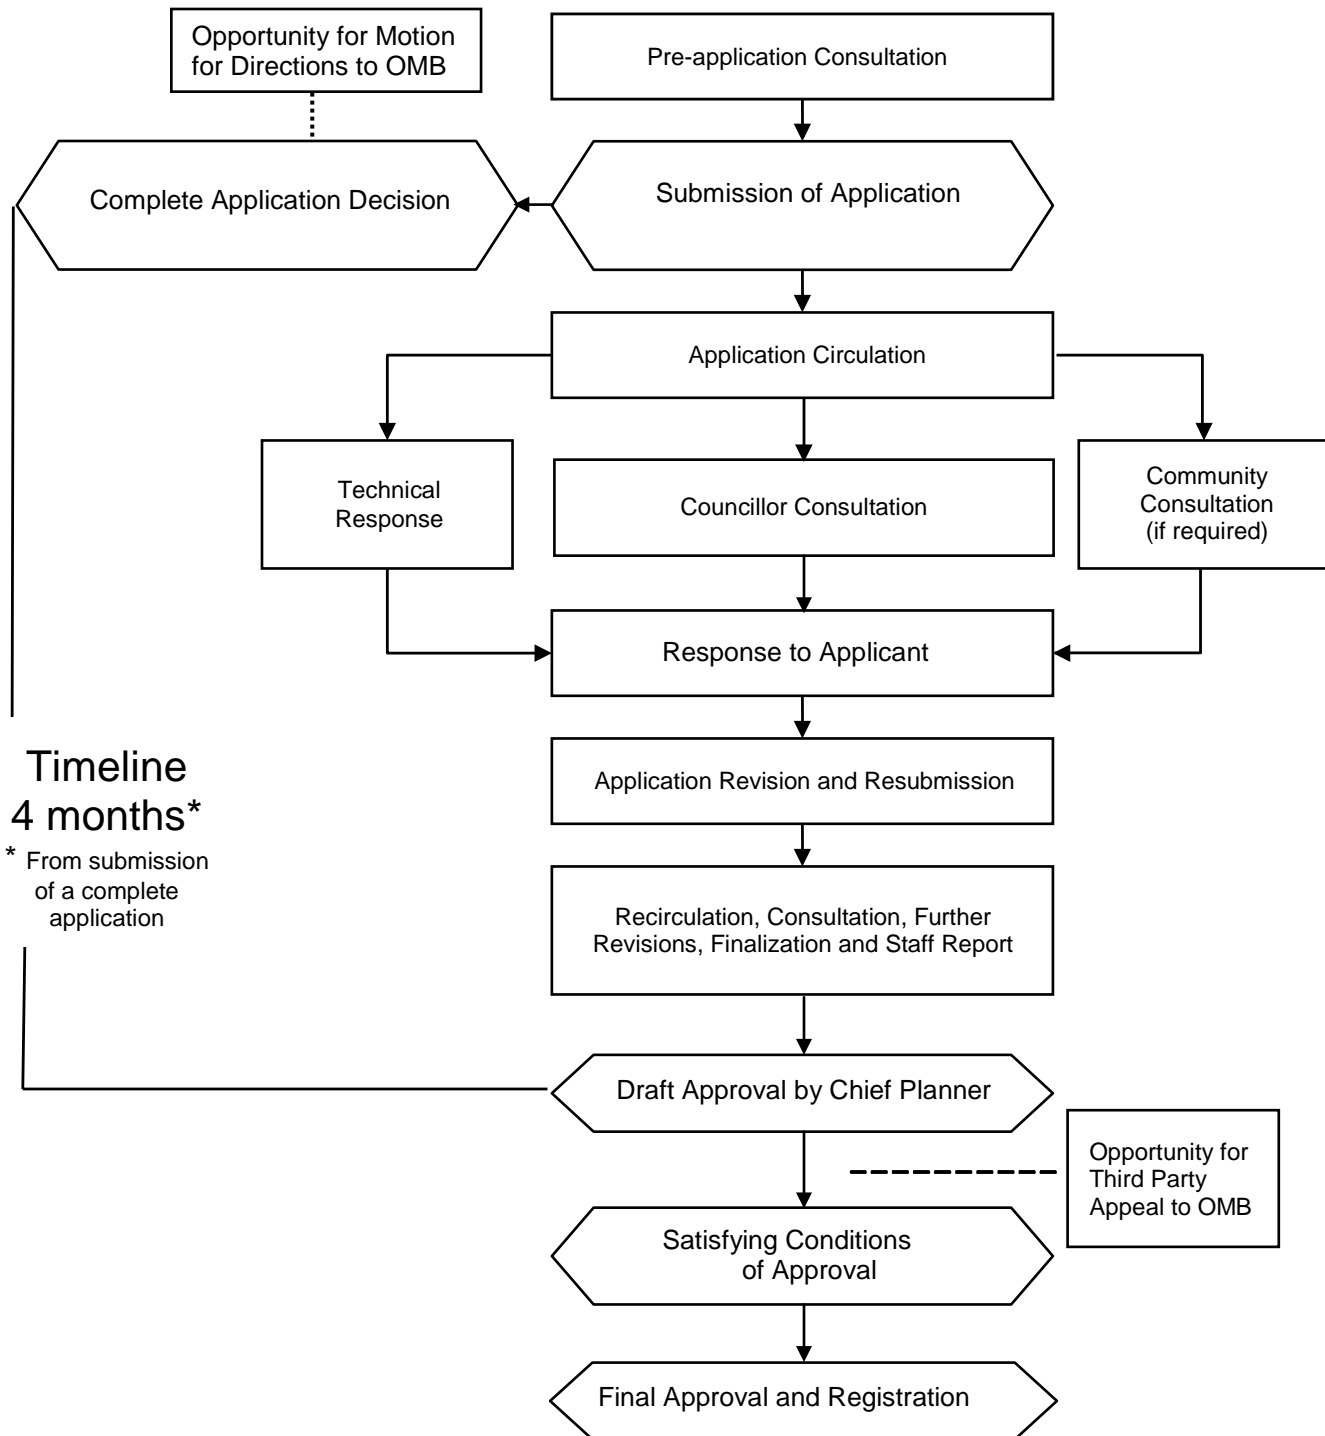 Opportunity for Motion
for Directions to OMB
Pre-application Consultation
Complete Application Decision
Submission of Application
Application Circulation
Technical
Response
Councillor Consultation
Community
Consultation
(if required)
Response to Applicant
Timeline
4 months*
* From submission
of a complete
application
Application Revision and Resubmission
Recirculation, Consultation, Further
Revisions, Finalization and Staff Report
Draft Approval by Chief Planner
Opportunity for
Third Party
Appeal to OMB
Satisfying Conditions
of Approval
Final Approval and Registration